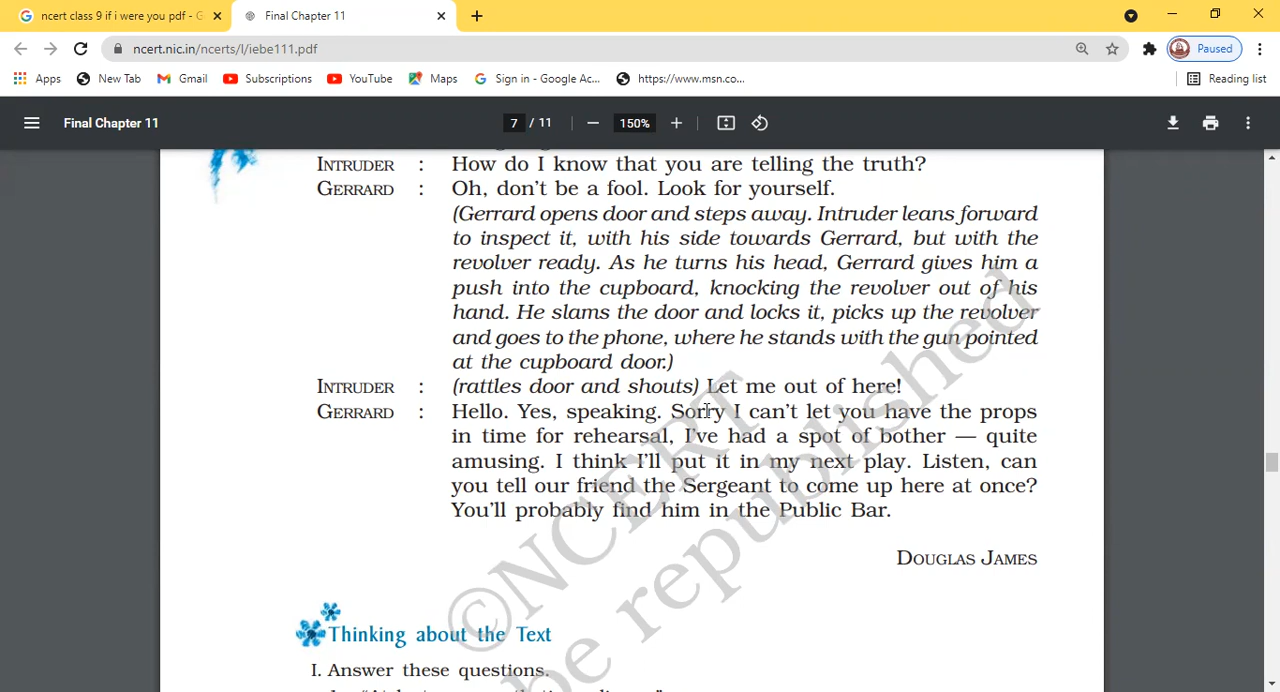 ncert class 9 if i were you pdf - G
Final Chapter 11
ncert.nic.in/ncerts/l/iebe111.pdf
Paused
Apps
New Tab
Gmail
Subscriptions
YouTube
Maps
Sign in - Google Ac...
https://www.msn.co...
Reading list
Final Chapter 11
7 / 11
150%
INTRUDER : How do I know that you are telling the truth?
GERRARD : Oh, don't be a fool. Look for yourself.
(Gerrard opens door and steps away. Intruder leans forward
to inspect it, with his side towards Gerrard, but with the
revolver ready. As he turns his head, Gerrard gives him a
push into the cupboard, knocking the revolver out of his
hand. He slams the door and locks it, picks up the revolver
and goes to the phone, where he stands with the gun pointed
at the cupboard door.)
INTRUDER : (rattles door and shouts) Let me out of here!
GERRARD : Hello. Yes, speaking. Sorry I can't let you have the props
in time for rehearsal, I've had a spot of bother — quite
amusing. I think I'll put it in my next play. Listen, can
you tell our friend the Sergeant to come up here at once?
You'll probably find him in the Public Bar.
DOUGLAS JAMES
©NCERT
be republished
Thinking about the Text
I. Answer these questions.